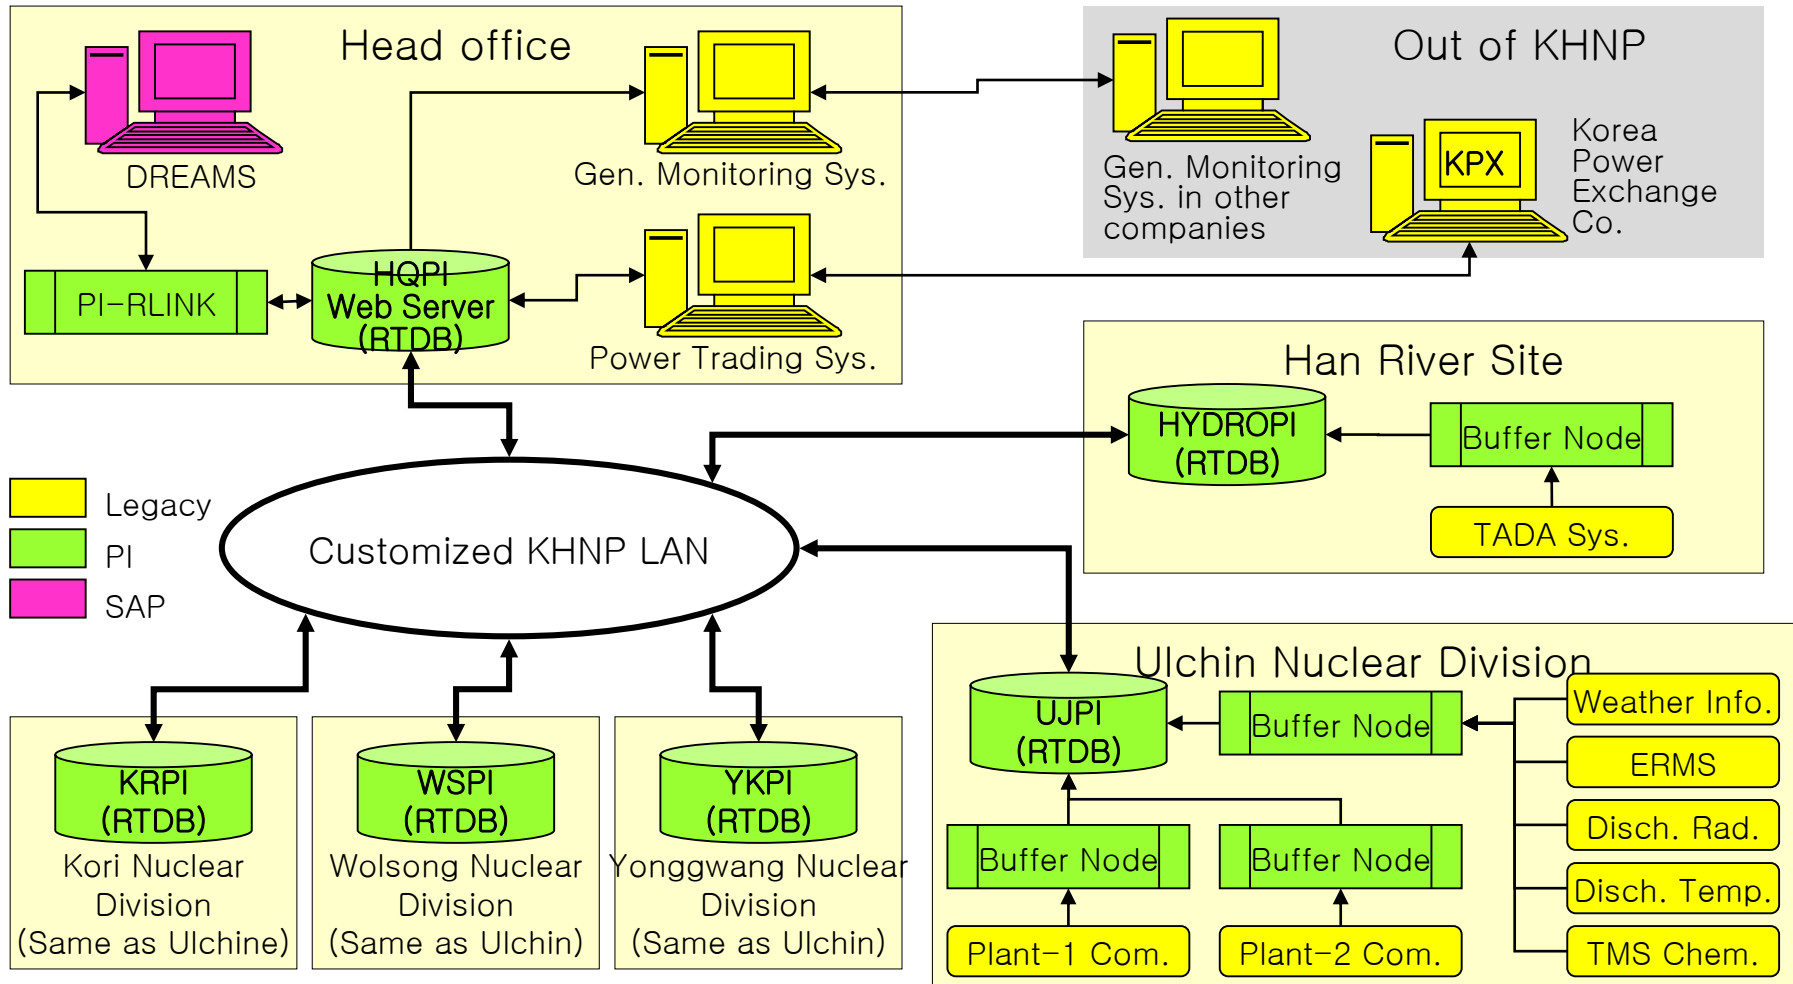 Head office
DREAMS
Gen. Monitoring Sys.
PI-RLINK
HQPI
Web Server
(RTDB)
Power Trading Sys.
Out of KHNP
Gen. Monitoring
Sys. in other
companies
KPX
Korea
Power
Exchange
Co.
Han River Site
HYDROPI
(RTDB)
Buffer Node
TADA Sys.
Legacy
PI
SAP
Customized KHNP LAN
KRPI
(RTDB)
Kori Nuclear
Division
(Same as Ulchine)
WSPI
(RTDB)
Wolsong Nuclear
Division
(Same as Ulchin)
YKPI
(RTDB)
Yonggwang Nuclear
Division
(Same as Ulchin)
Ulchin Nuclear Division
UJPI
(RTDB)
Buffer Node
Weather Info.
ERMS
Disch. Rad.
Disch. Temp.
TMS Chem.
Buffer Node
Buffer Node
Plant-1 Com.
Plant-2 Com.